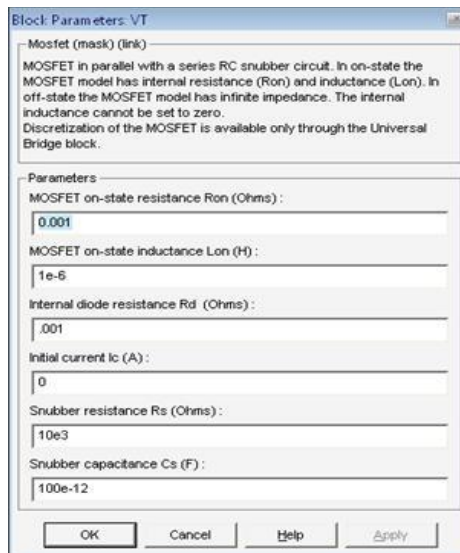 Block Parameters: VT
Mosfet (mask) (link)
MOSFET in parallel with a series RC snubber circuit. In on-state the
MOSFET model has internal resistance (Ron) and inductance (Lon). In
off-state the MOSFET model has infinite impedance. The internal
inductance cannot be set to zero.
Discretization of the MOSFET is available only through the Universal
Bridge block.
Parameters
MOSFET on-state resistance Ron (Ohms) :
0.001
MOSFET on-state inductance Lon (H) :
1e-6
Internal diode resistance Rd (Ohms) :
.001
Initial current Ic (A) :
0
Snubber resistance Rs (Ohms) :
10e3
Snubber capacitance Cs (F) :
100e-12
OK Cancel Help Apply